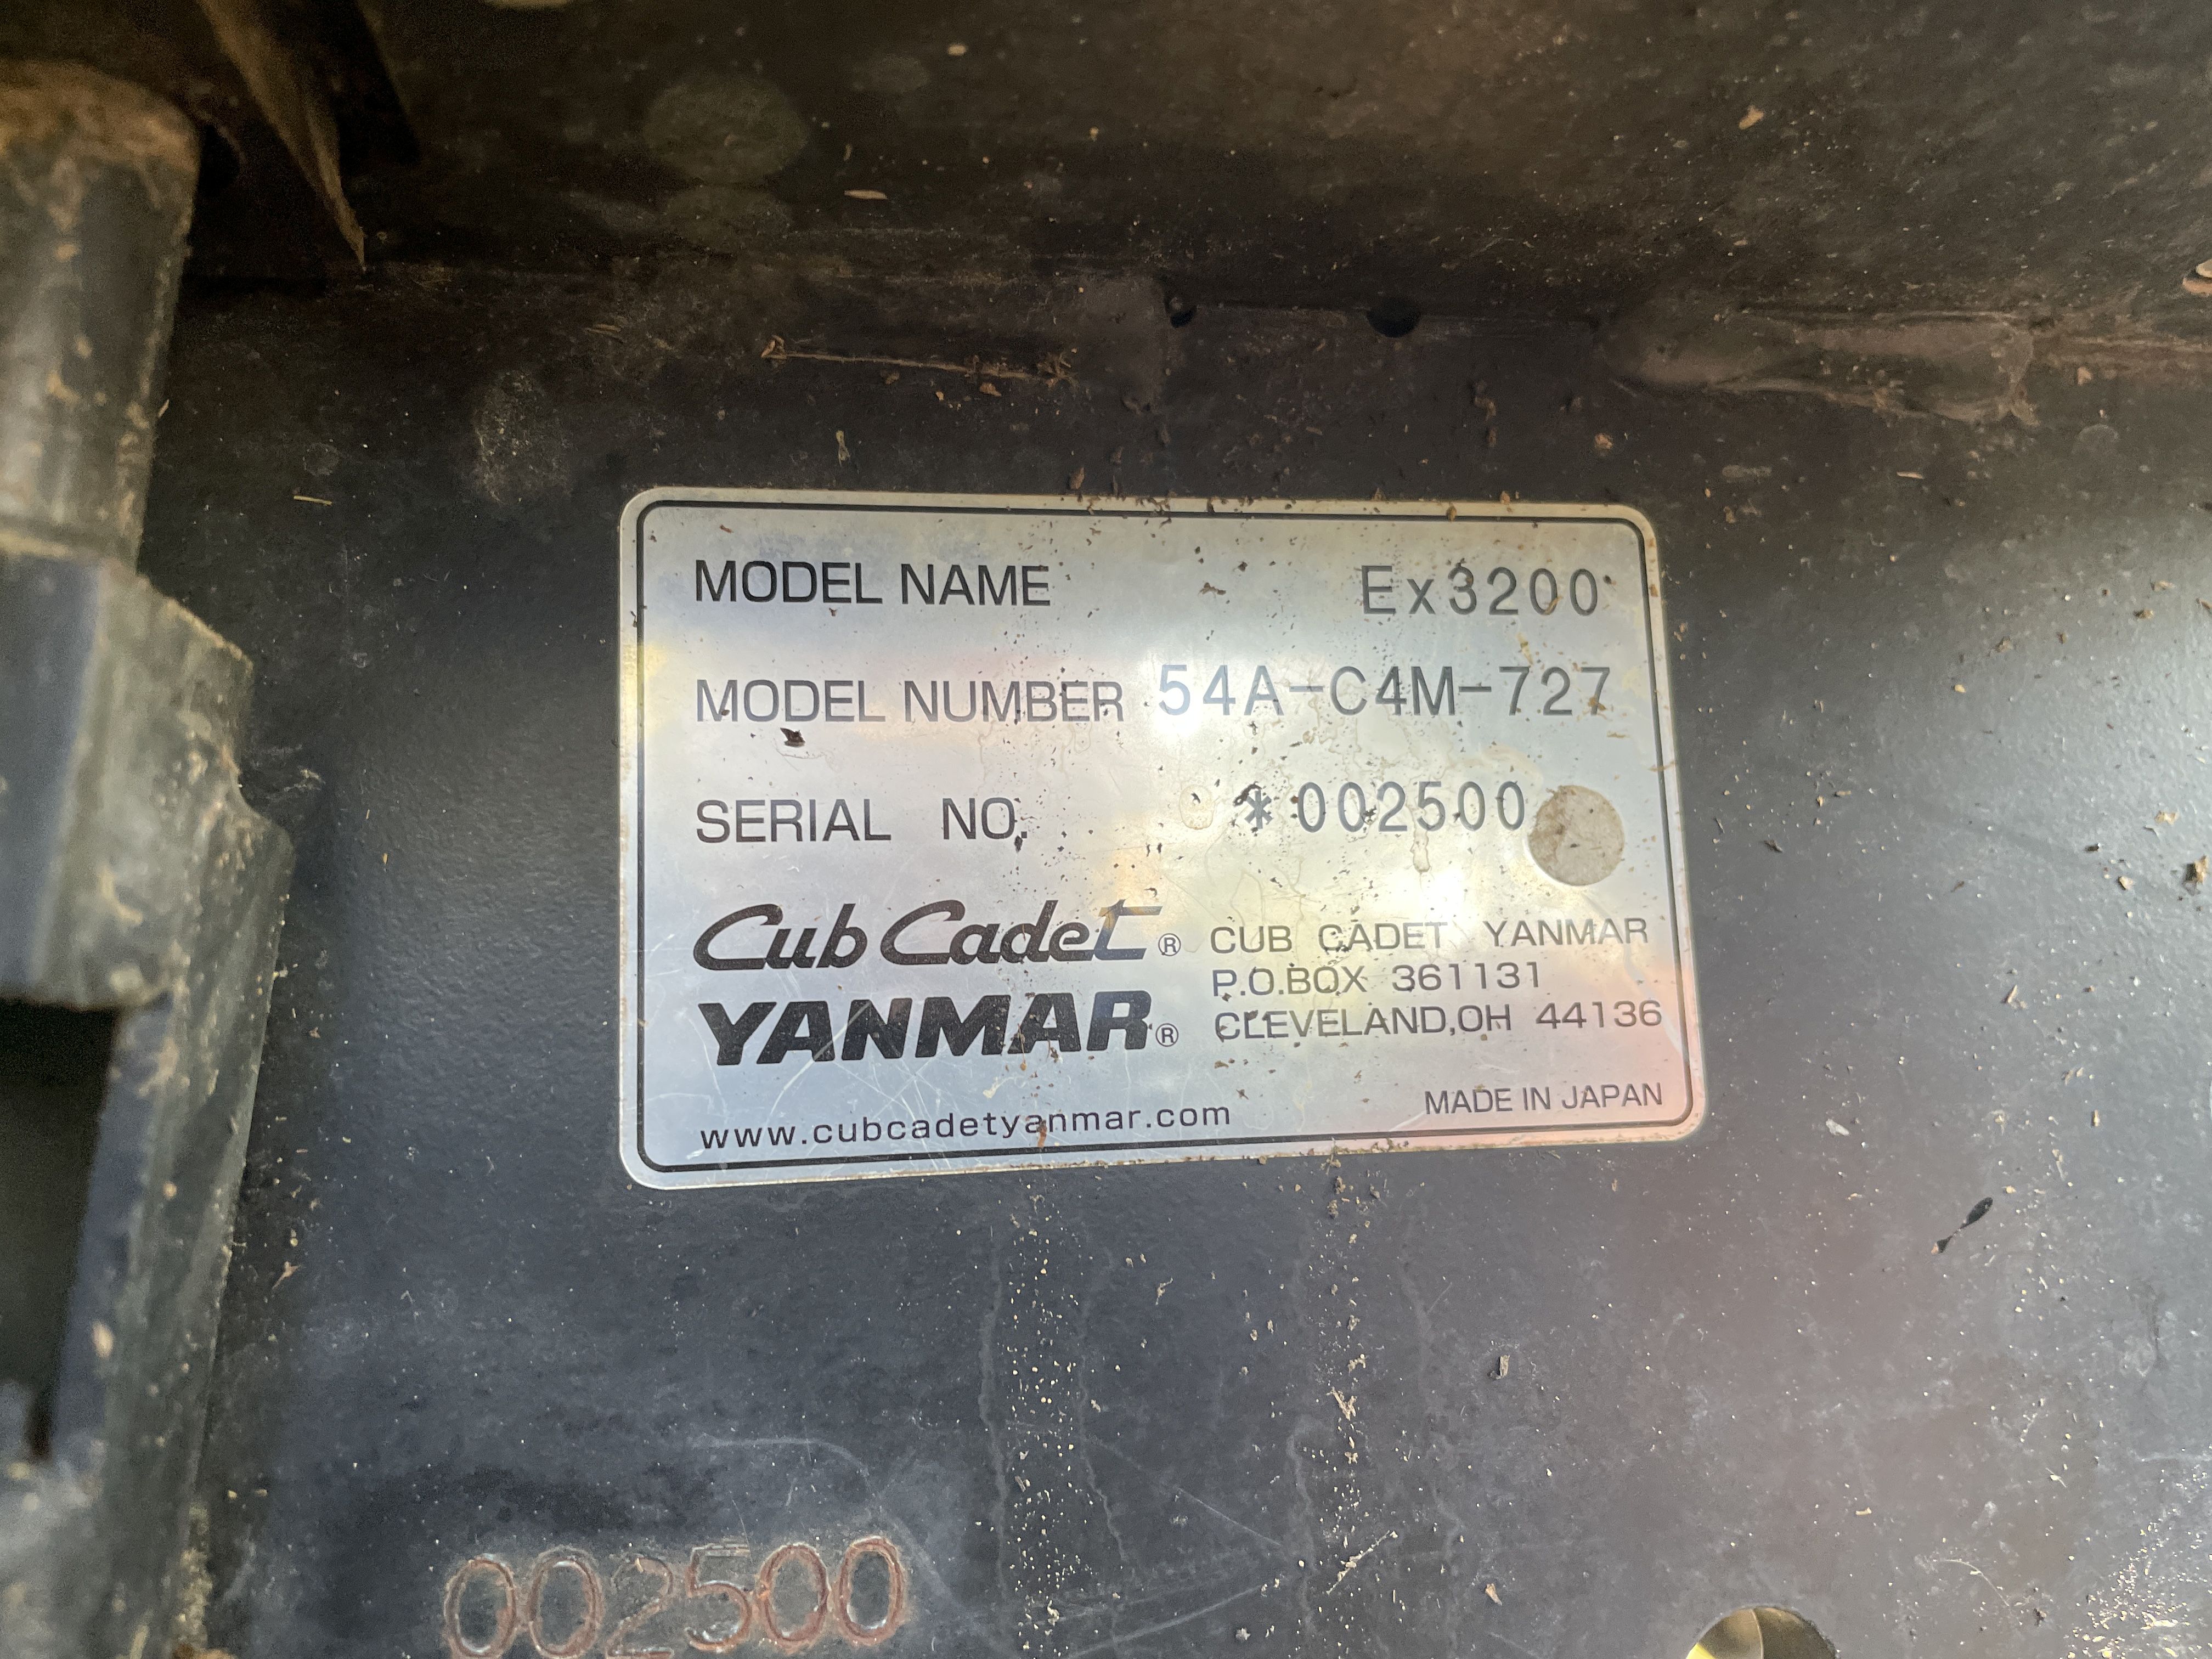 MODEL NAME Ex3200
MODEL NUMBER 54A-C4M-727
SERIAL NO. *002500
Cub Cadet®
YANMAR®
CUB CADET YANMAR
P.O.BOX 361131
CLEVELAND,OH 44136
www.cubcadetyanmar.com
MADE IN JAPAN
002500